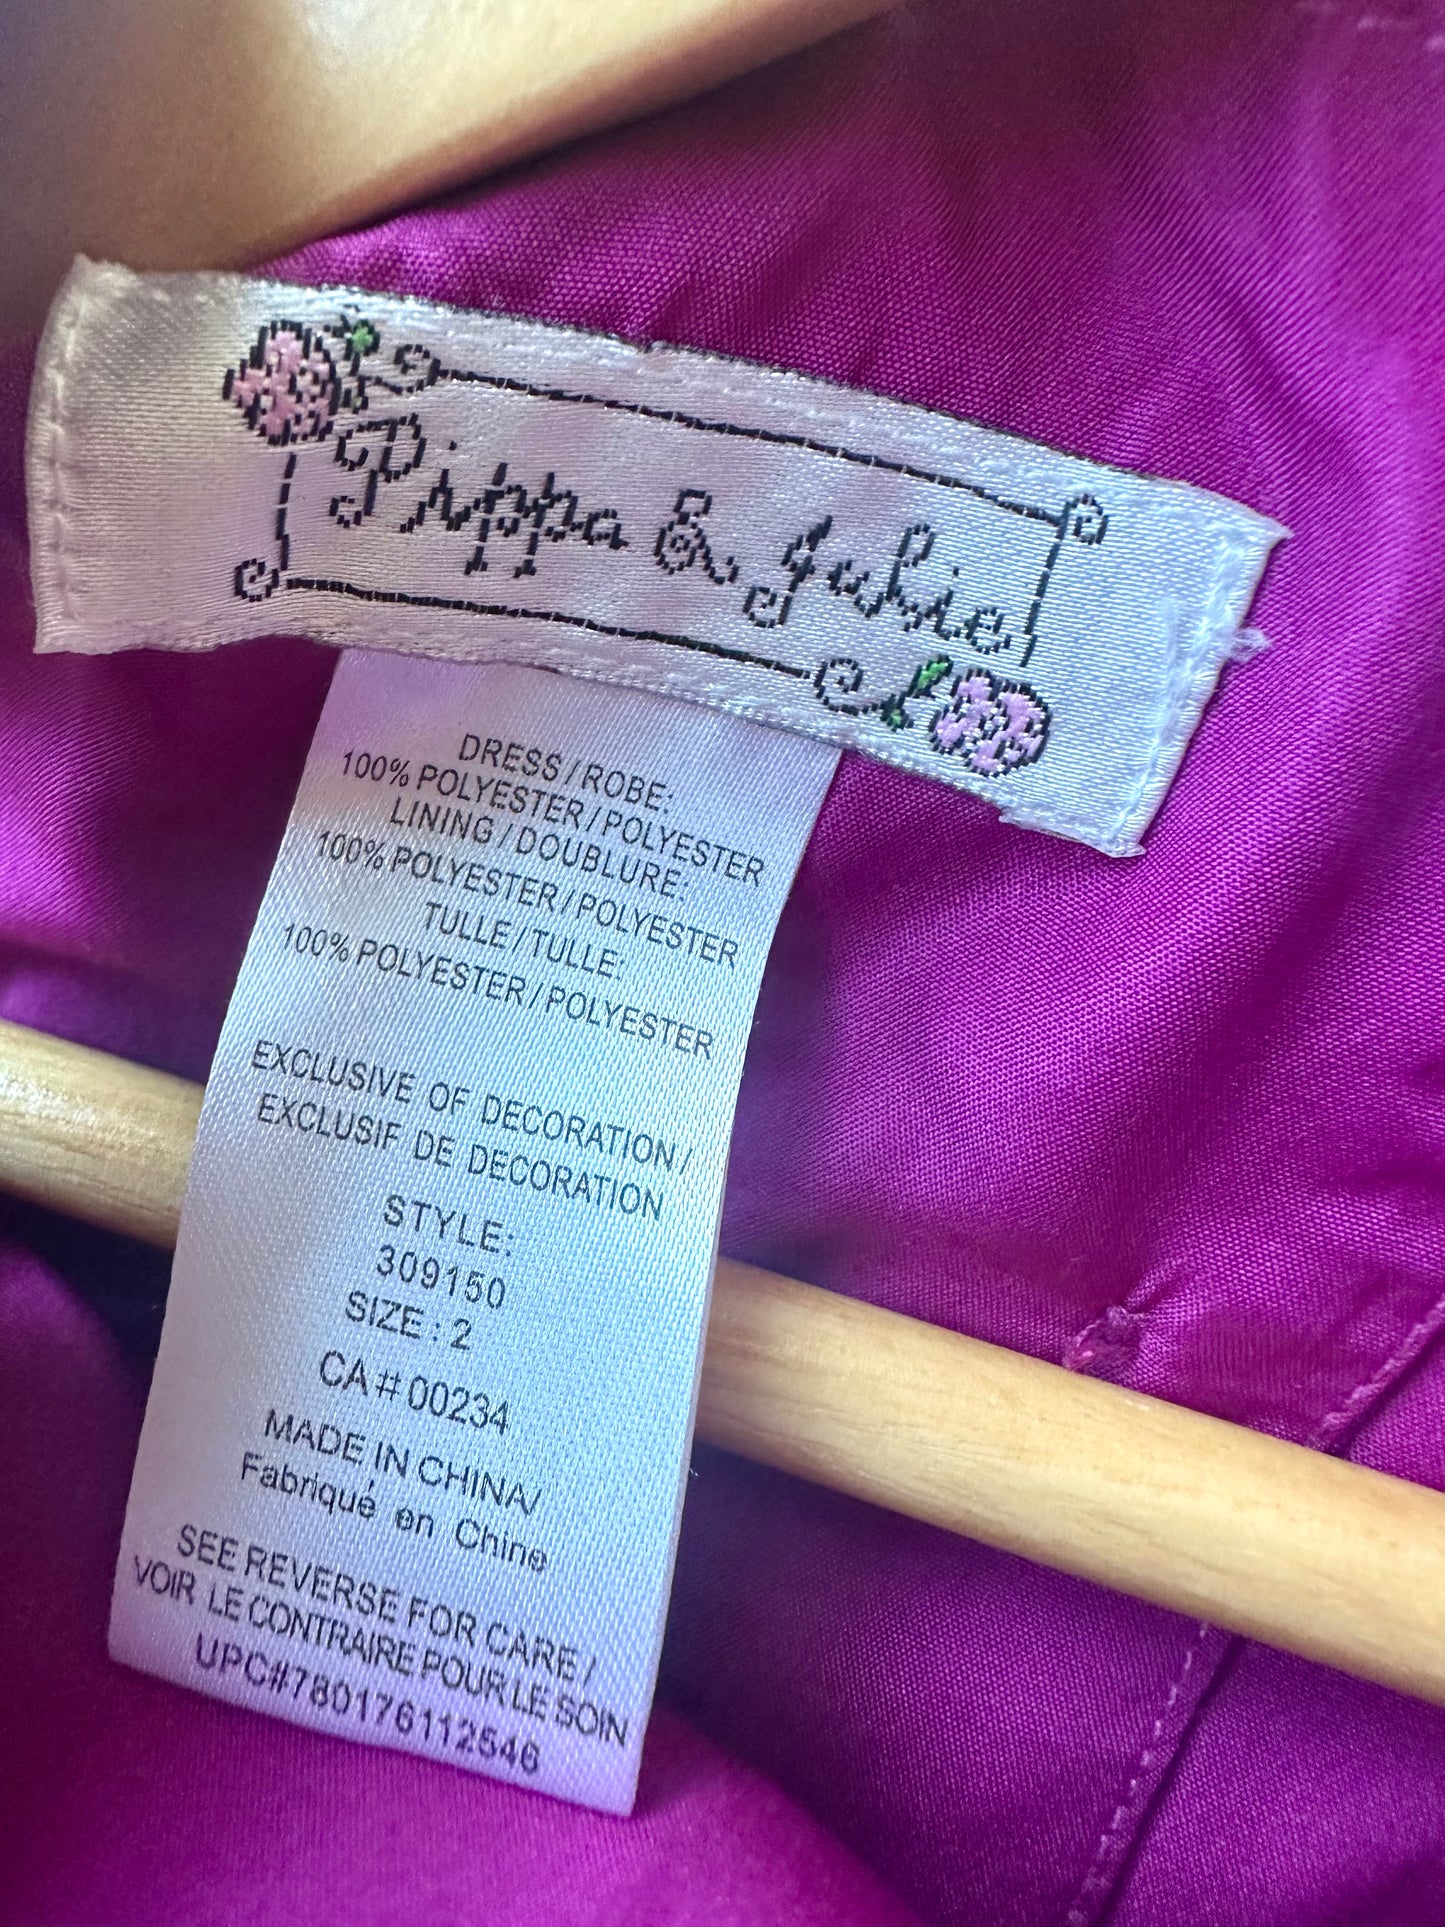 Pippa & Julie
DRESS/ROBE:
100% POLYESTER/POLYESTER
LINING/DOUBLURE:
100% POLYESTER/POLYESTER
TULLE/TULLE:
100% POLYESTER/POLYESTER
EXCLUSIVE OF DECORATION/
EXCLUSIF DE DECORATION
STYLE:
309150
SIZE: 2
CA# 00234
MADE IN CHINA/
Fabriqué en Chine
SEE REVERSE FOR CARE/
VOIR LE CONTRAIRE POUR LE SOIN
UPC#780176112546